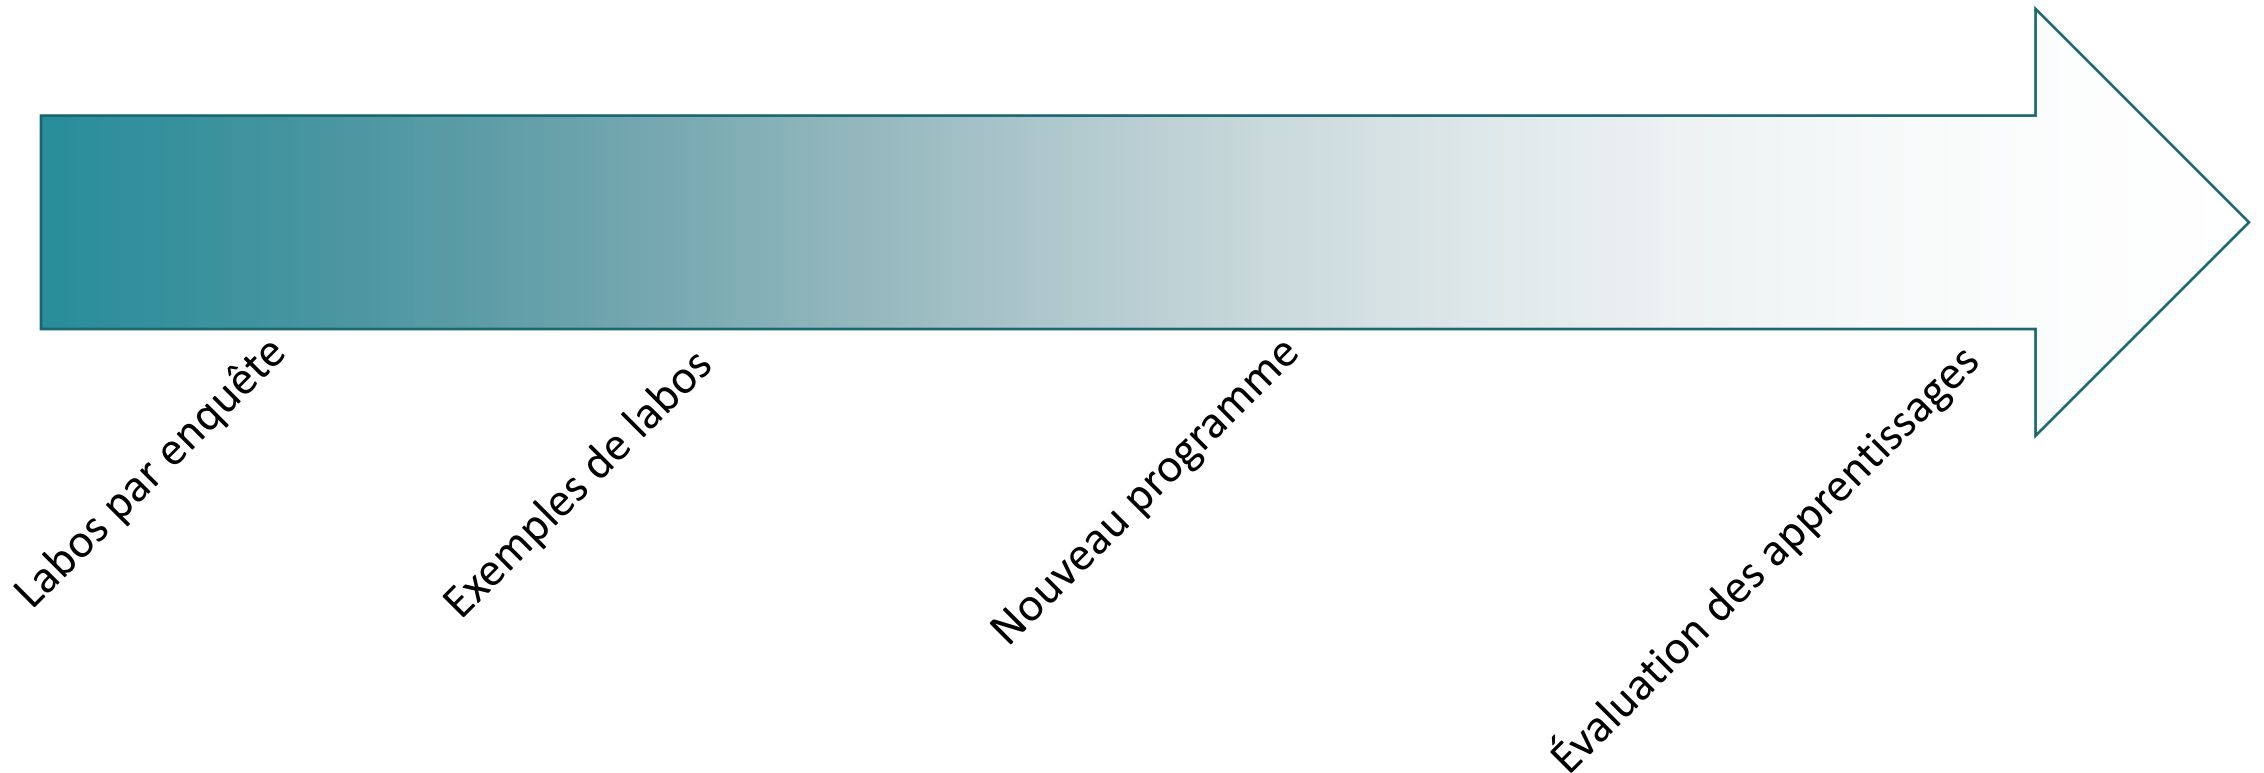 Labos par enquête
Exemples de labos
Nouveau programme
Évaluation des apprentissages